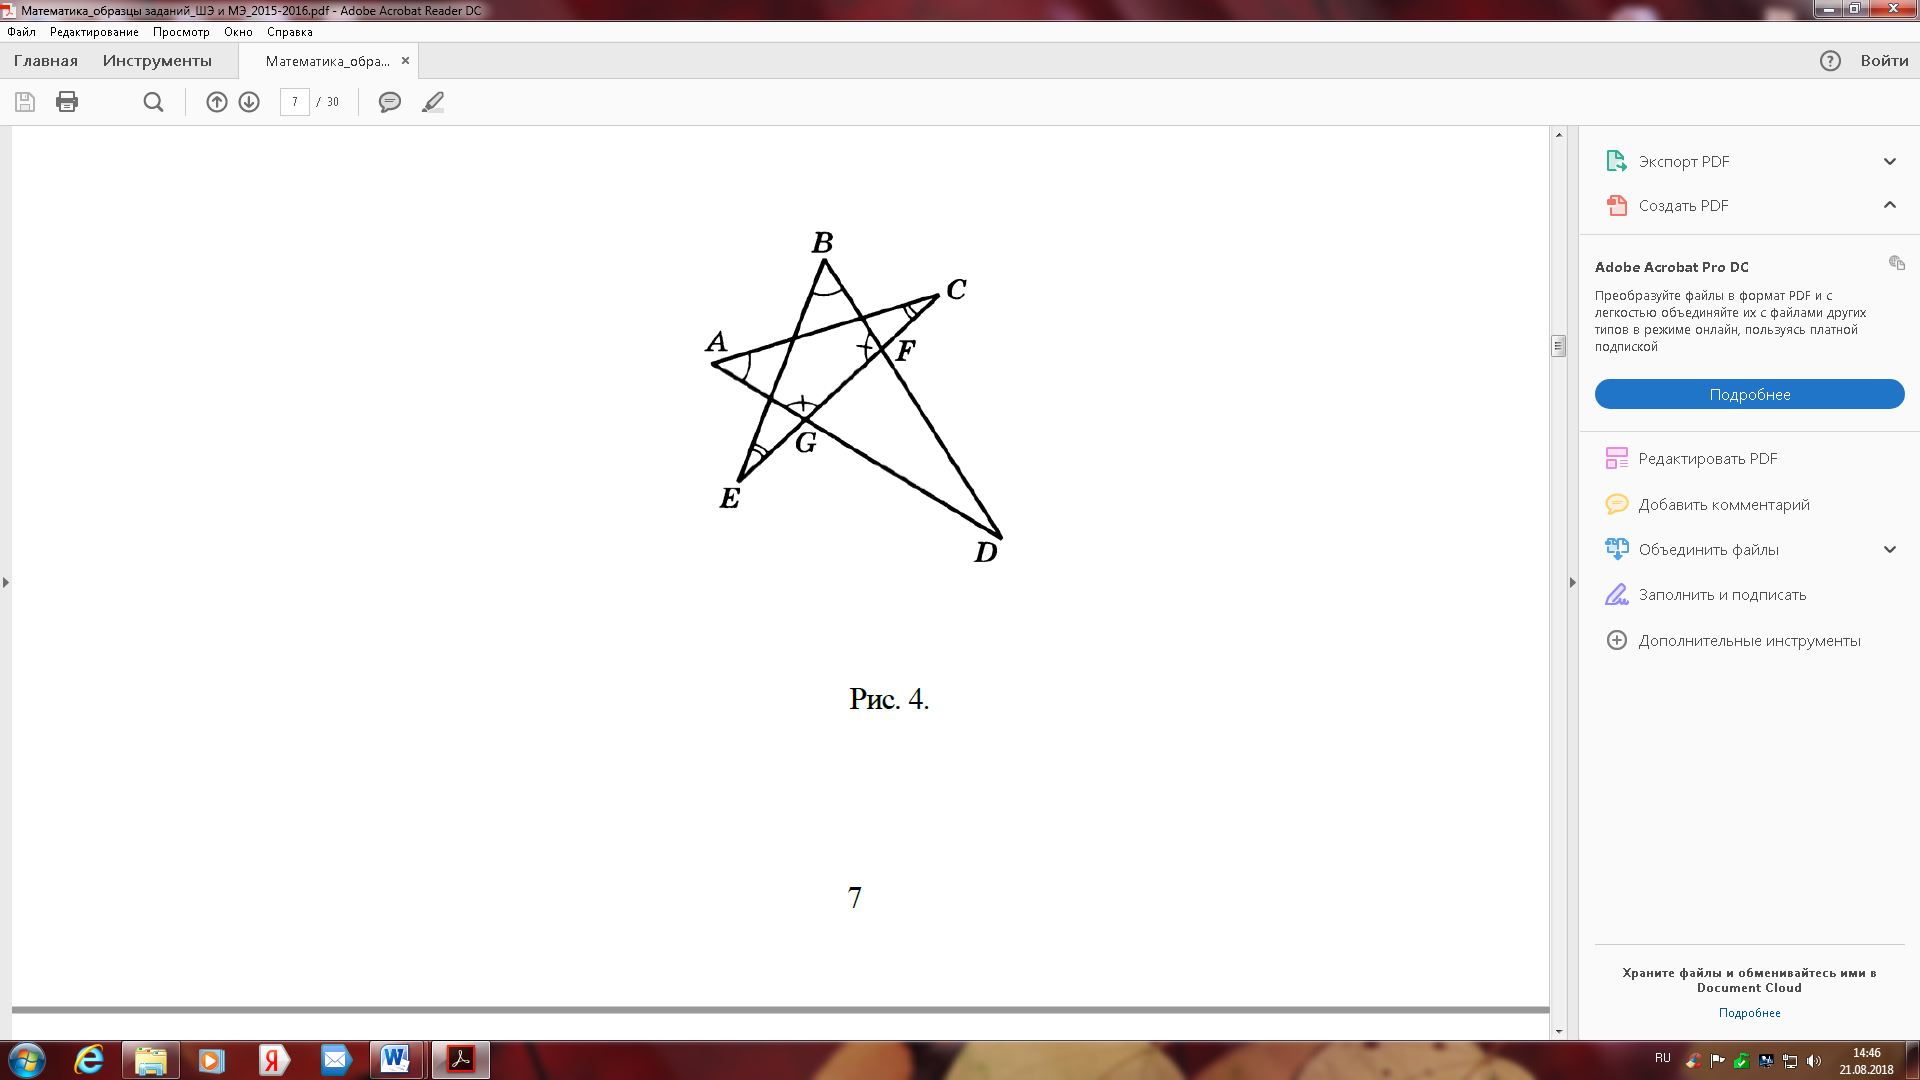 Математика_образцы заданий_ШЭ и МЭ_2015-2016.pdf - Adobe Acrobat Reader DC
Файл Редактирование Просмотр Окно Справка
Главная Инструменты Математика_обра... × Войти
7 / 30
B
C
A
F
G
E
D
Рис. 4.
7
Экспорт PDF
Создать PDF
Adobe Acrobat Pro DC
Преобразуйте файлы в формат PDF и с
легкостью объединяйте их с файлами других
типов в режиме онлайн, пользуясь платной
подпиской
Подробнее
Редактировать PDF
Добавить комментарий
Объединить файлы
Заполнить и подписать
Дополнительные инструменты
Храните файлы и обменивайтесь ими в
Document Cloud
Подробнее
RU
14:46
21.08.2018